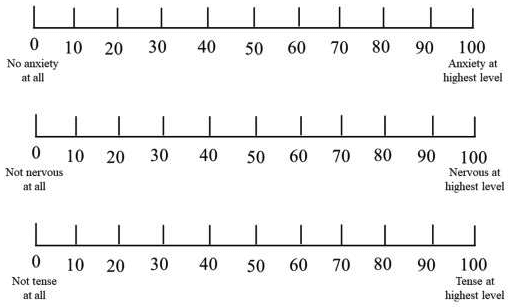 0 10 20 30 40 50 60 70 80 90 100
No anxiety Anxiety at
at all highest level
0 10 20 30 40 50 60 70 80 90 100
Not nervous Nervous at
at all highest level
0 10 20 30 40 50 60 70 80 90 100
Not tense Tense at
at all highest level